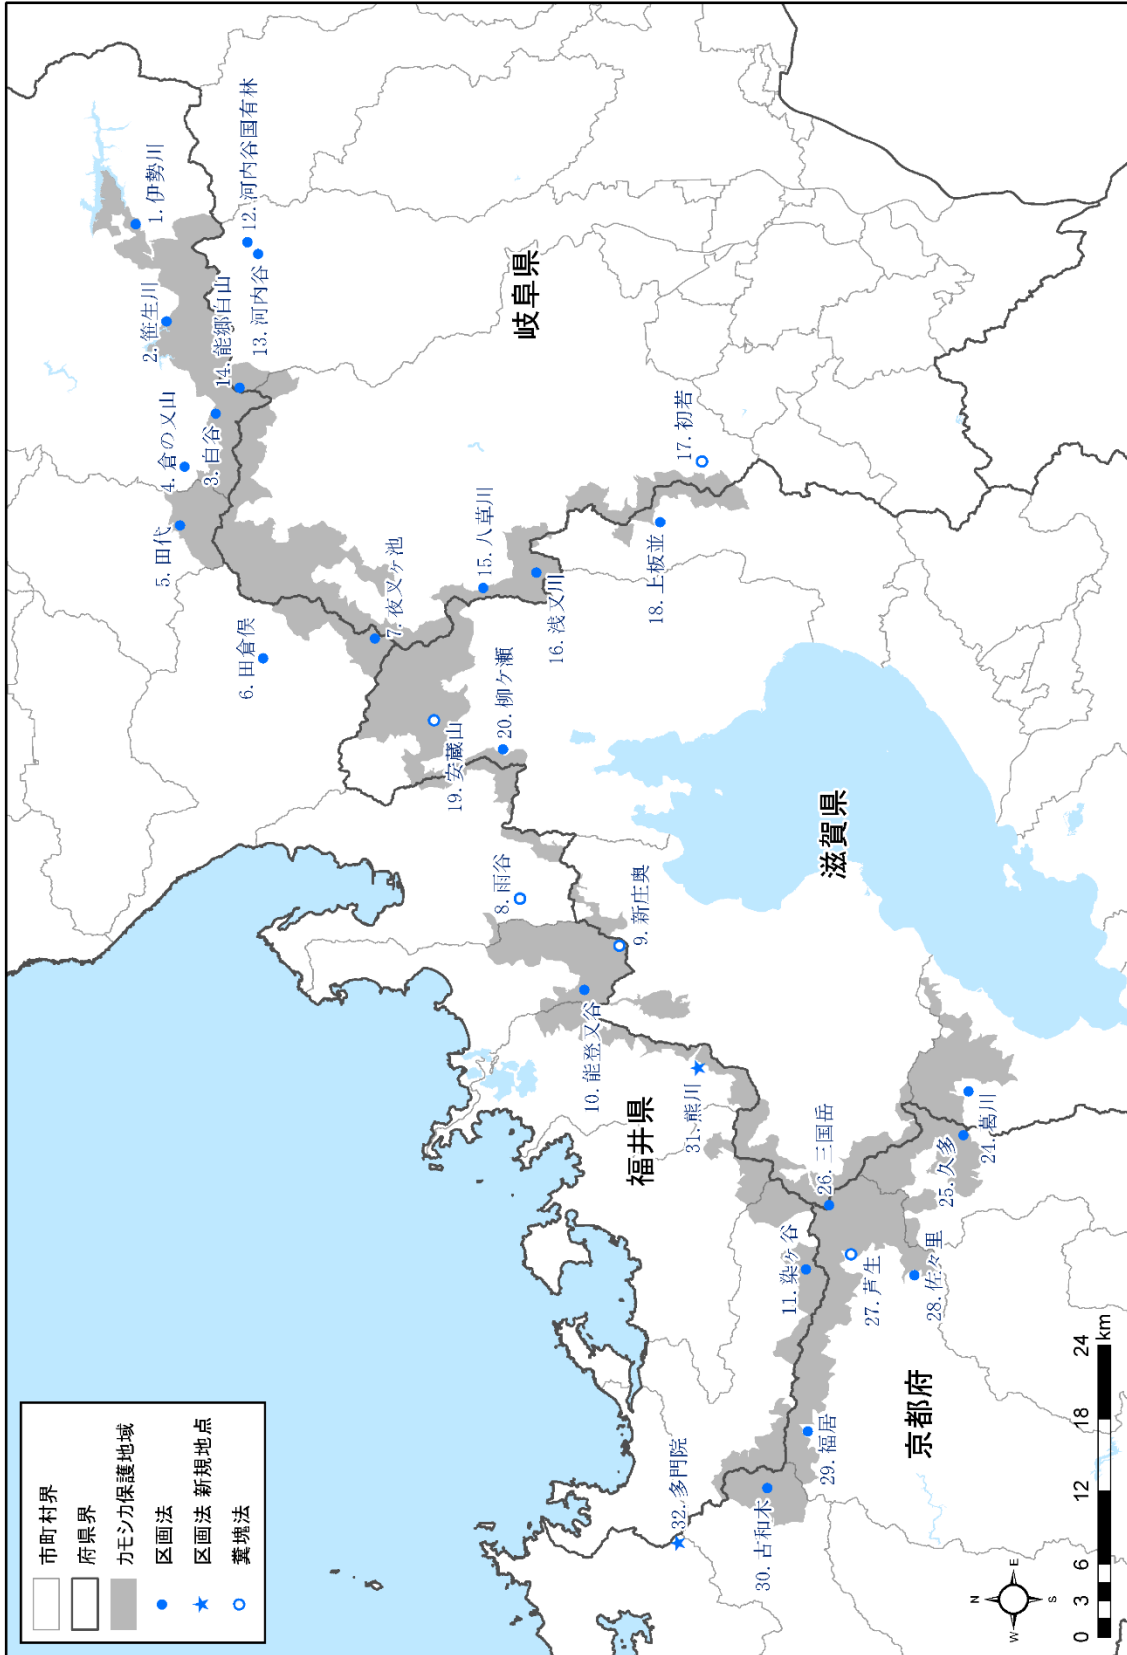 市町村界
府県界
カモシカ保護地域
区画法
区画法 新規地点
糞塊法
1. 伊勢川
2. 笹生川
3. 白谷
4. 倉の又山
5. 田代
6. 田倉俣
7. 夜叉ヶ池
8. 雨谷
9. 新庄奥
10. 能登又谷
11. 染ヶ谷
12. 河内谷国有林
13. 河内谷
14. 能郷白山
15. 八草川
16. 浅又川
17. 初若
18. 上板並
19. 安蔵山
20. 柳ケ瀬
24. 葛川
25. 久多
26. 三国岳
27. 芦生
28. 佐々里
29. 福居
30. 古和木
31. 熊川
32. 多門院
岐阜県
滋賀県
福井県
京都府
N
W
E
S
0 3 6 12 18 24
km